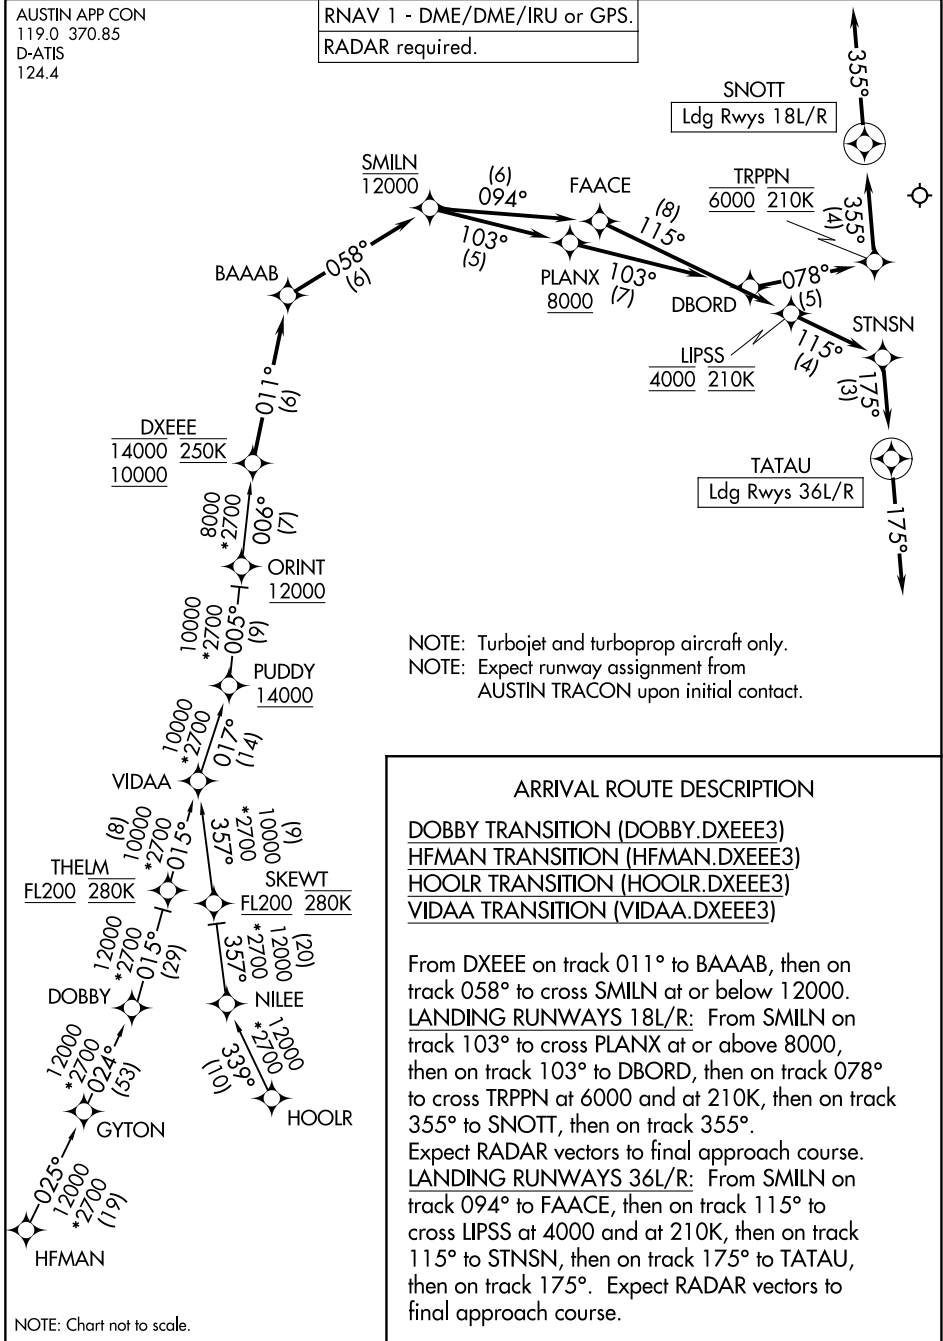 AUSTIN APP CON
119.0 370.85
D-ATIS
124.4
RNAV 1 - DME/DME/IRU or GPS.
RADAR required.
355°
SNOTT
Ldg Rwys 18L/R
SMILN
12000
(6)
094°
FAACE
TRPPN
6000 210K
355°
(4)
(8)
115°
103°
(5)
BAAAB
058°
(6)
PLANX
8000
103°
(7)
DBORD
078°
(5)
STNSN
LIPSS
4000 210K
115°
(4)
175°
(3)
011°
(6)
DXEEE
14000 250K
10000
TATAU
Ldg Rwys 36L/R
175°
8000
*2700
006°
(7)
ORINT
12000
10000
*2700
005°
(9)
NOTE: Turbojet and turboprop aircraft only.
NOTE: Expect runway assignment from
AUSTIN TRACON upon initial contact.
PUDDY
14000
10000
*2700
017°
(14)
VIDAA
(8)
10000
*2700
015°
(9)
10000
*2700
357°
THELM
FL200 280K
SKEWT
FL200 280K
12000
*2700
015°
(29)
(20)
12000
*2700
357°
DOBBY
NILEE
12000
*2700
024°
(53)
12000
*2700
339°
(10)
GYTON
HOOLR
025°
12000
*2700
(19)
HFMAN
NOTE: Chart not to scale.
ARRIVAL ROUTE DESCRIPTION
DOBBY TRANSITION (DOBBY.DXEEE3)
HFMAN TRANSITION (HFMAN.DXEEE3)
HOOLR TRANSITION (HOOLR.DXEEE3)
VIDAA TRANSITION (VIDAA.DXEEE3)
From DXEEE on track 011° to BAAAB, then on
track 058° to cross SMILN at or below 12000.
LANDING RUNWAYS 18L/R: From SMILN on
track 103° to cross PLANX at or above 8000,
then on track 103° to DBORD, then on track 078°
to cross TRPPN at 6000 and at 210K, then on track
355° to SNOTT, then on track 355°.
Expect RADAR vectors to final approach course.
LANDING RUNWAYS 36L/R: From SMILN on
track 094° to FAACE, then on track 115° to
cross LIPSS at 4000 and at 210K, then on track
115° to STNSN, then on track 175° to TATAU,
then on track 175°. Expect RADAR vectors to
final approach course.